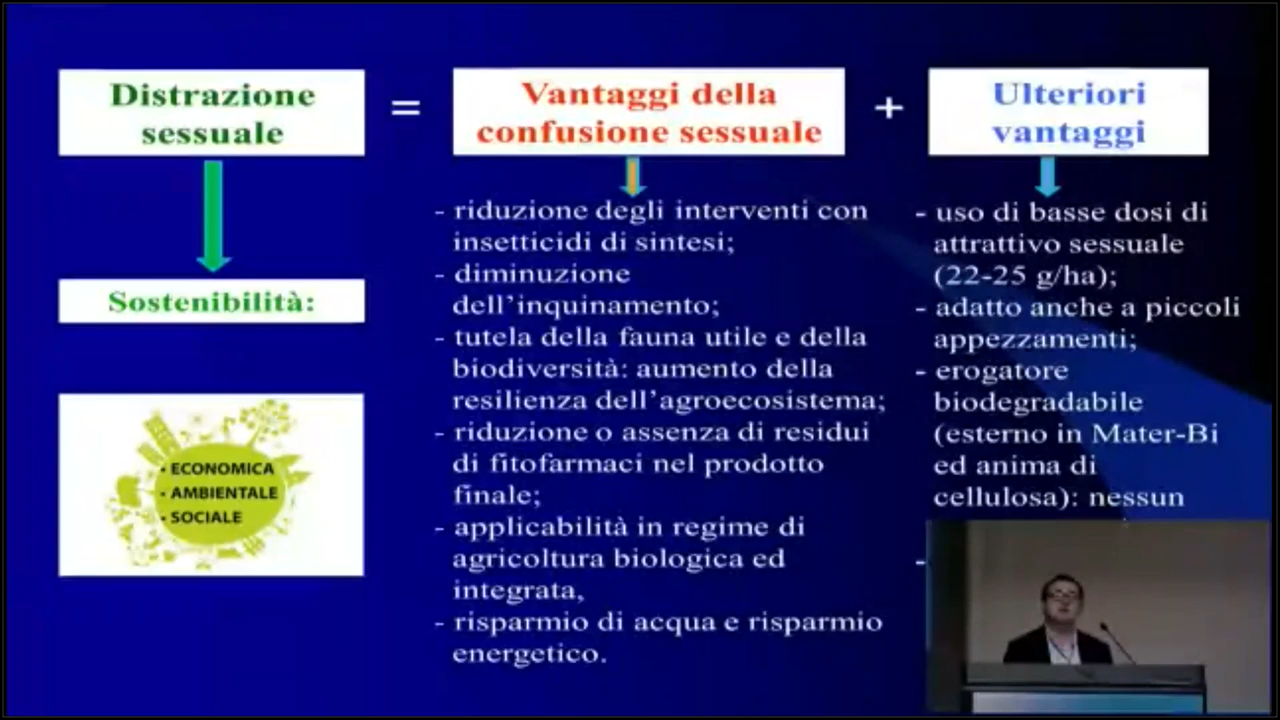 Distrazione
sessuale
=
Vantaggi della
confusione sessuale
+
Ulteriori
vantaggi
Sostenibilità:
• ECONOMICA
• AMBIENTALE
• SOCIALE
- riduzione degli interventi con
insetticidi di sintesi;
- diminuzione
dell’inquinamento;
- tutela della fauna utile e della
biodiversità: aumento della
resilienza dell’agroecosistema;
- riduzione o assenza di residui
di fitofarmaci nel prodotto
finale;
- applicabilità in regime di
agricoltura biologica ed
integrata,
- risparmio di acqua e risparmio
energetico.
- uso di basse dosi di
attrattivo sessuale
(22-25 g/ha);
- adatto anche a piccoli
appezzamenti;
- erogatore
biodegradabile
(esterno in Mater-Bi
ed anima di
cellulosa): nessun
-